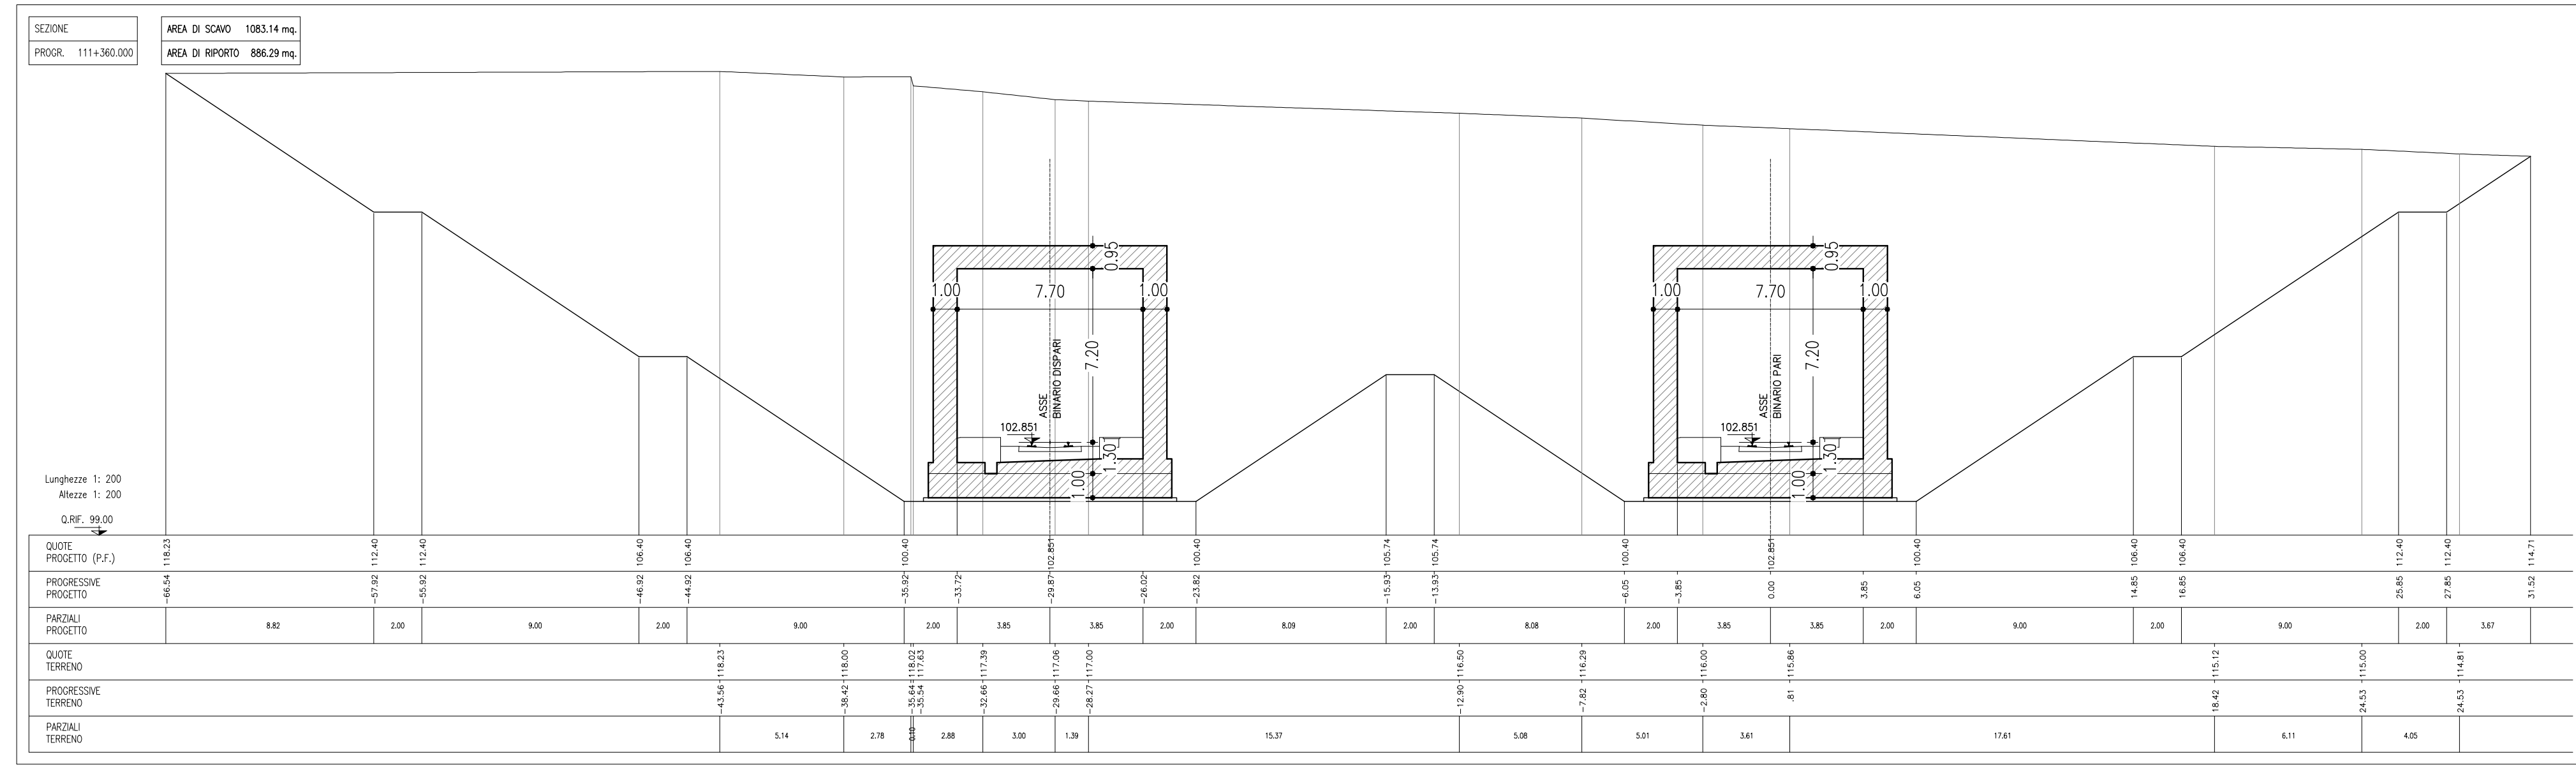 SEZIONE
PROGR. 111+360.000
AREA DI SCAVO 1083.14 mq.
AREA DI RIPORTO 886.29 mq.
0.95
1.00 7.70 1.00
7.20
ASSE
BINARIO DISPARI
102.851
1.30
1.00
0.95
1.00 7.70 1.00
7.20
ASSE
BINARIO PARI
102.851
1.30
1.00
Lunghezze 1: 200
Altezze 1: 200
Q.RIF. 99.00
QUOTE
PROGETTO (P.F.)
118.23 112.40 112.40 106.40 106.40 100.40 102.851 100.40 105.74 105.74 100.40 102.851 100.40 106.40 106.40 112.40 112.40 114.71
PROGRESSIVE
PROGETTO
-66.54 -57.92 -55.92 -46.92 -44.92 -35.92 -33.72 -29.87 -26.02 -23.82 -15.93 -13.93 -6.05 -3.85 0.00 3.85 6.05 14.85 16.85 25.85 27.85 31.52
PARZIALI
PROGETTO
8.82 2.00 9.00 2.00 9.00 2.00 3.85 3.85 2.00 8.09 2.00 8.08 2.00 3.85 3.85 2.00 9.00 2.00 9.00 2.00 3.67
QUOTE
TERRENO
118.23 118.00 118.02 117.63 117.39 117.06 117.00 116.50 116.29 116.00 115.86 115.12 115.00 114.81
PROGRESSIVE
TERRENO
-43.56 -38.42 -35.64 -35.54 -32.66 -29.66 -28.27 -12.90 -7.82 -2.80 .81 18.42 24.53 24.53
PARZIALI
TERRENO
5.14 2.78 0.10 2.88 3.00 1.39 15.37 5.08 5.01 3.61 17.61 6.11 4.05